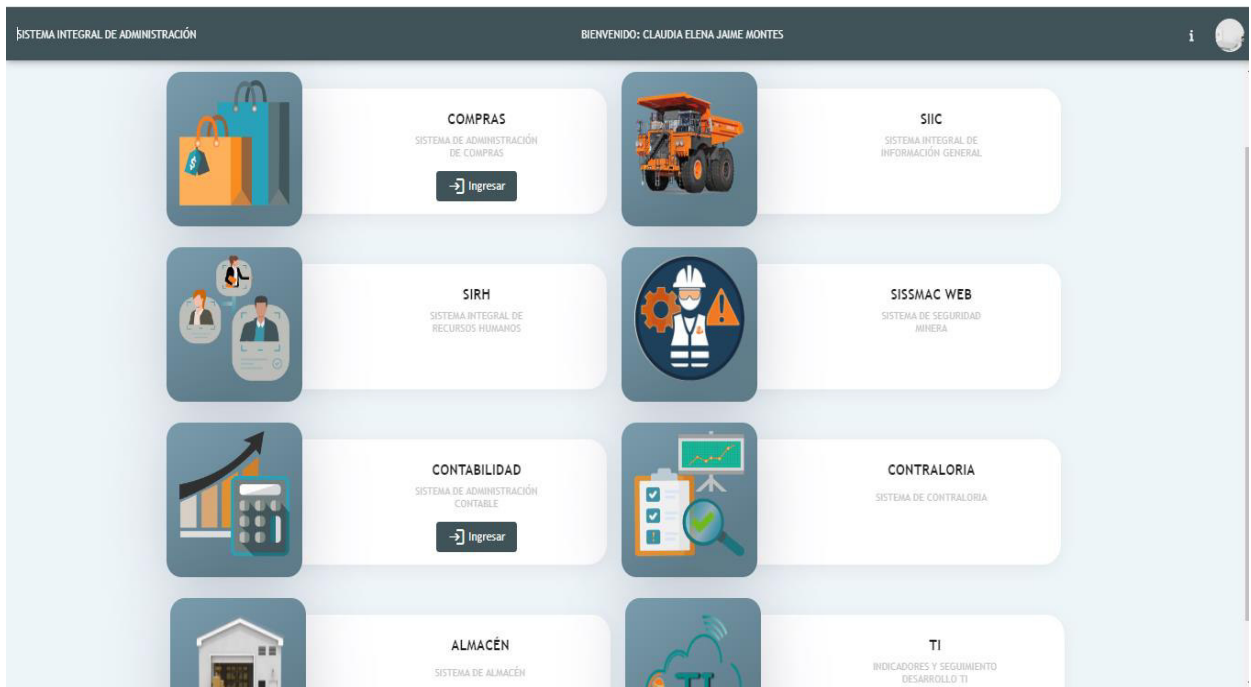 SISTEMA INTEGRAL DE ADMINISTRACIÓN
BIENVENIDO: CLAUDIA ELENA JAIME MONTES
i
COMPRAS
SISTEMA DE ADMINISTRACIÓN
DE COMPRAS
Ingresar
SIIC
SISTEMA INTEGRAL DE
INFORMACIÓN GENERAL
SIRH
SISTEMA INTEGRAL DE
RECURSOS HUMANOS
SISSMAC WEB
SISTEMA DE SEGURIDAD
MINERA
CONTABILIDAD
SISTEMA DE ADMINISTRACIÓN
CONTABLE
Ingresar
CONTRALORIA
SISTEMA DE CONTRALORIA
ALMACÉN
SISTEMA DE ALMACÉN
TI
TI
INDICADORES Y SEGUIMIENTO
DESARROLLO TI